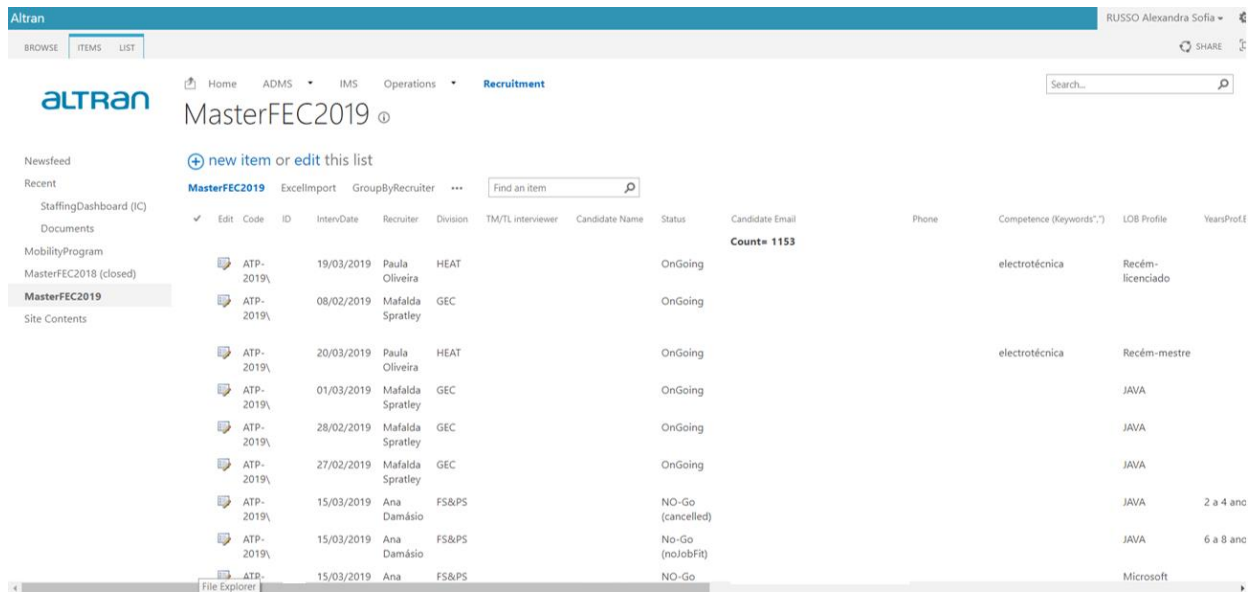 Altran
RUSSO Alexandra Sofia
BROWSE ITEMS LIST
SHARE
altran
Home ADMS IMS Operations Recruitment
Search...
MasterFEC2019
Newsfeed
Recent
StaffingDashboard (IC)
Documents
MobilityProgram
MasterFEC2018 (closed)
MasterFEC2019
Site Contents
new item or edit this list
MasterFEC2019 ExcelImport GroupByRecruiter ... Find an item
Edit Code ID IntervDate Recruiter Division TM/TL interviewer Candidate Name Status Candidate Email Phone Competence (Keywords",") LOB Profile YearsProf.E
Count= 1153
ATP- 19/03/2019 Paula HEAT OnGoing electrotécnica Recém-
2019\ Oliveira licenciado
ATP- 08/02/2019 Mafalda GEC OnGoing
2019\ Spratley
ATP- 20/03/2019 Paula HEAT OnGoing electrotécnica Recém-mestre
2019\ Oliveira
ATP- 01/03/2019 Mafalda GEC OnGoing JAVA
2019\ Spratley
ATP- 28/02/2019 Mafalda GEC OnGoing JAVA
2019\ Spratley
ATP- 27/02/2019 Mafalda GEC OnGoing JAVA
2019\ Spratley
ATP- 15/03/2019 Ana FS&PS NO-Go JAVA 2 a 4 ano
2019\ Damásio (cancelled)
ATP- 15/03/2019 Ana FS&PS No-Go JAVA 6 a 8 ano
2019\ Damásio (noJobFit)
ATP- 15/03/2019 Ana FS&PS NO-Go Microsoft
File Explorer